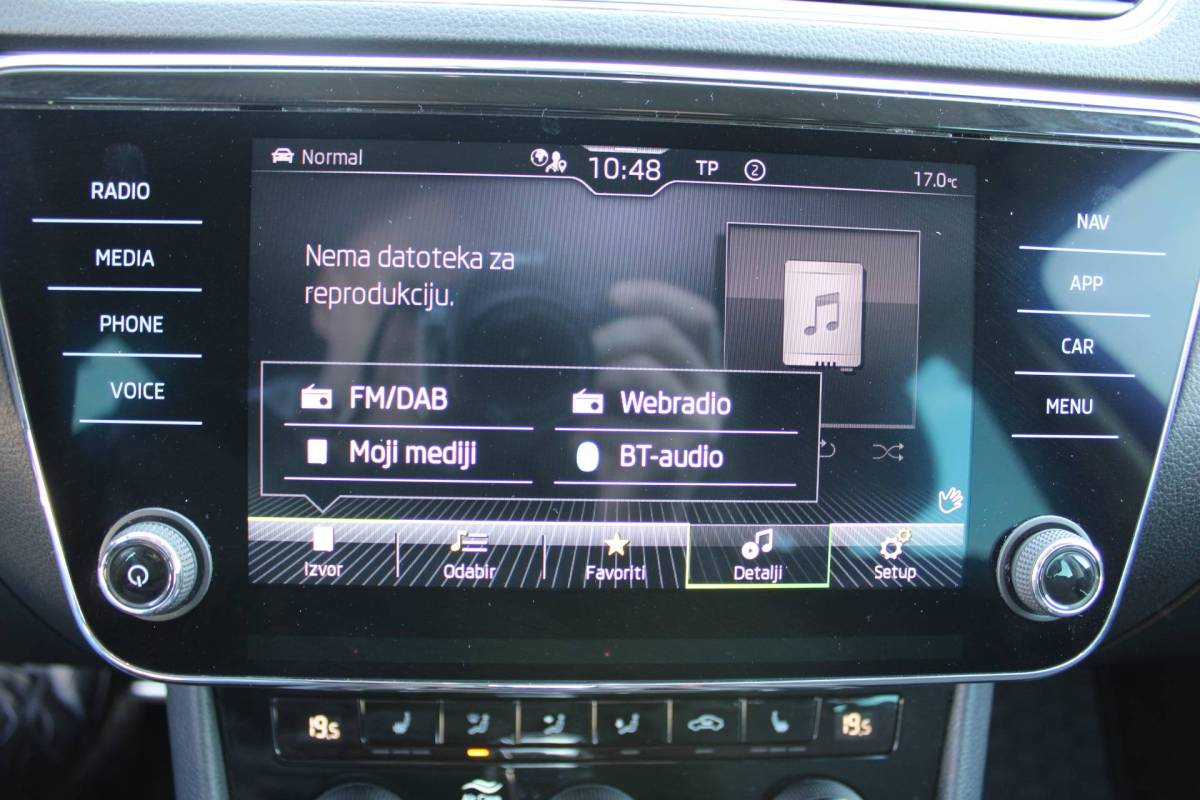 Normal
10:48
TP
2
17.0°C
RADIO
MEDIA
PHONE
VOICE
NAV
APP
CAR
MENU
Nema datoteka za
reprodukciju.
FM/DAB
Webradio
Moji mediji
BT-audio
Izvor
Odabir
Favoriti
Detalji
Setup
19.5
19.5